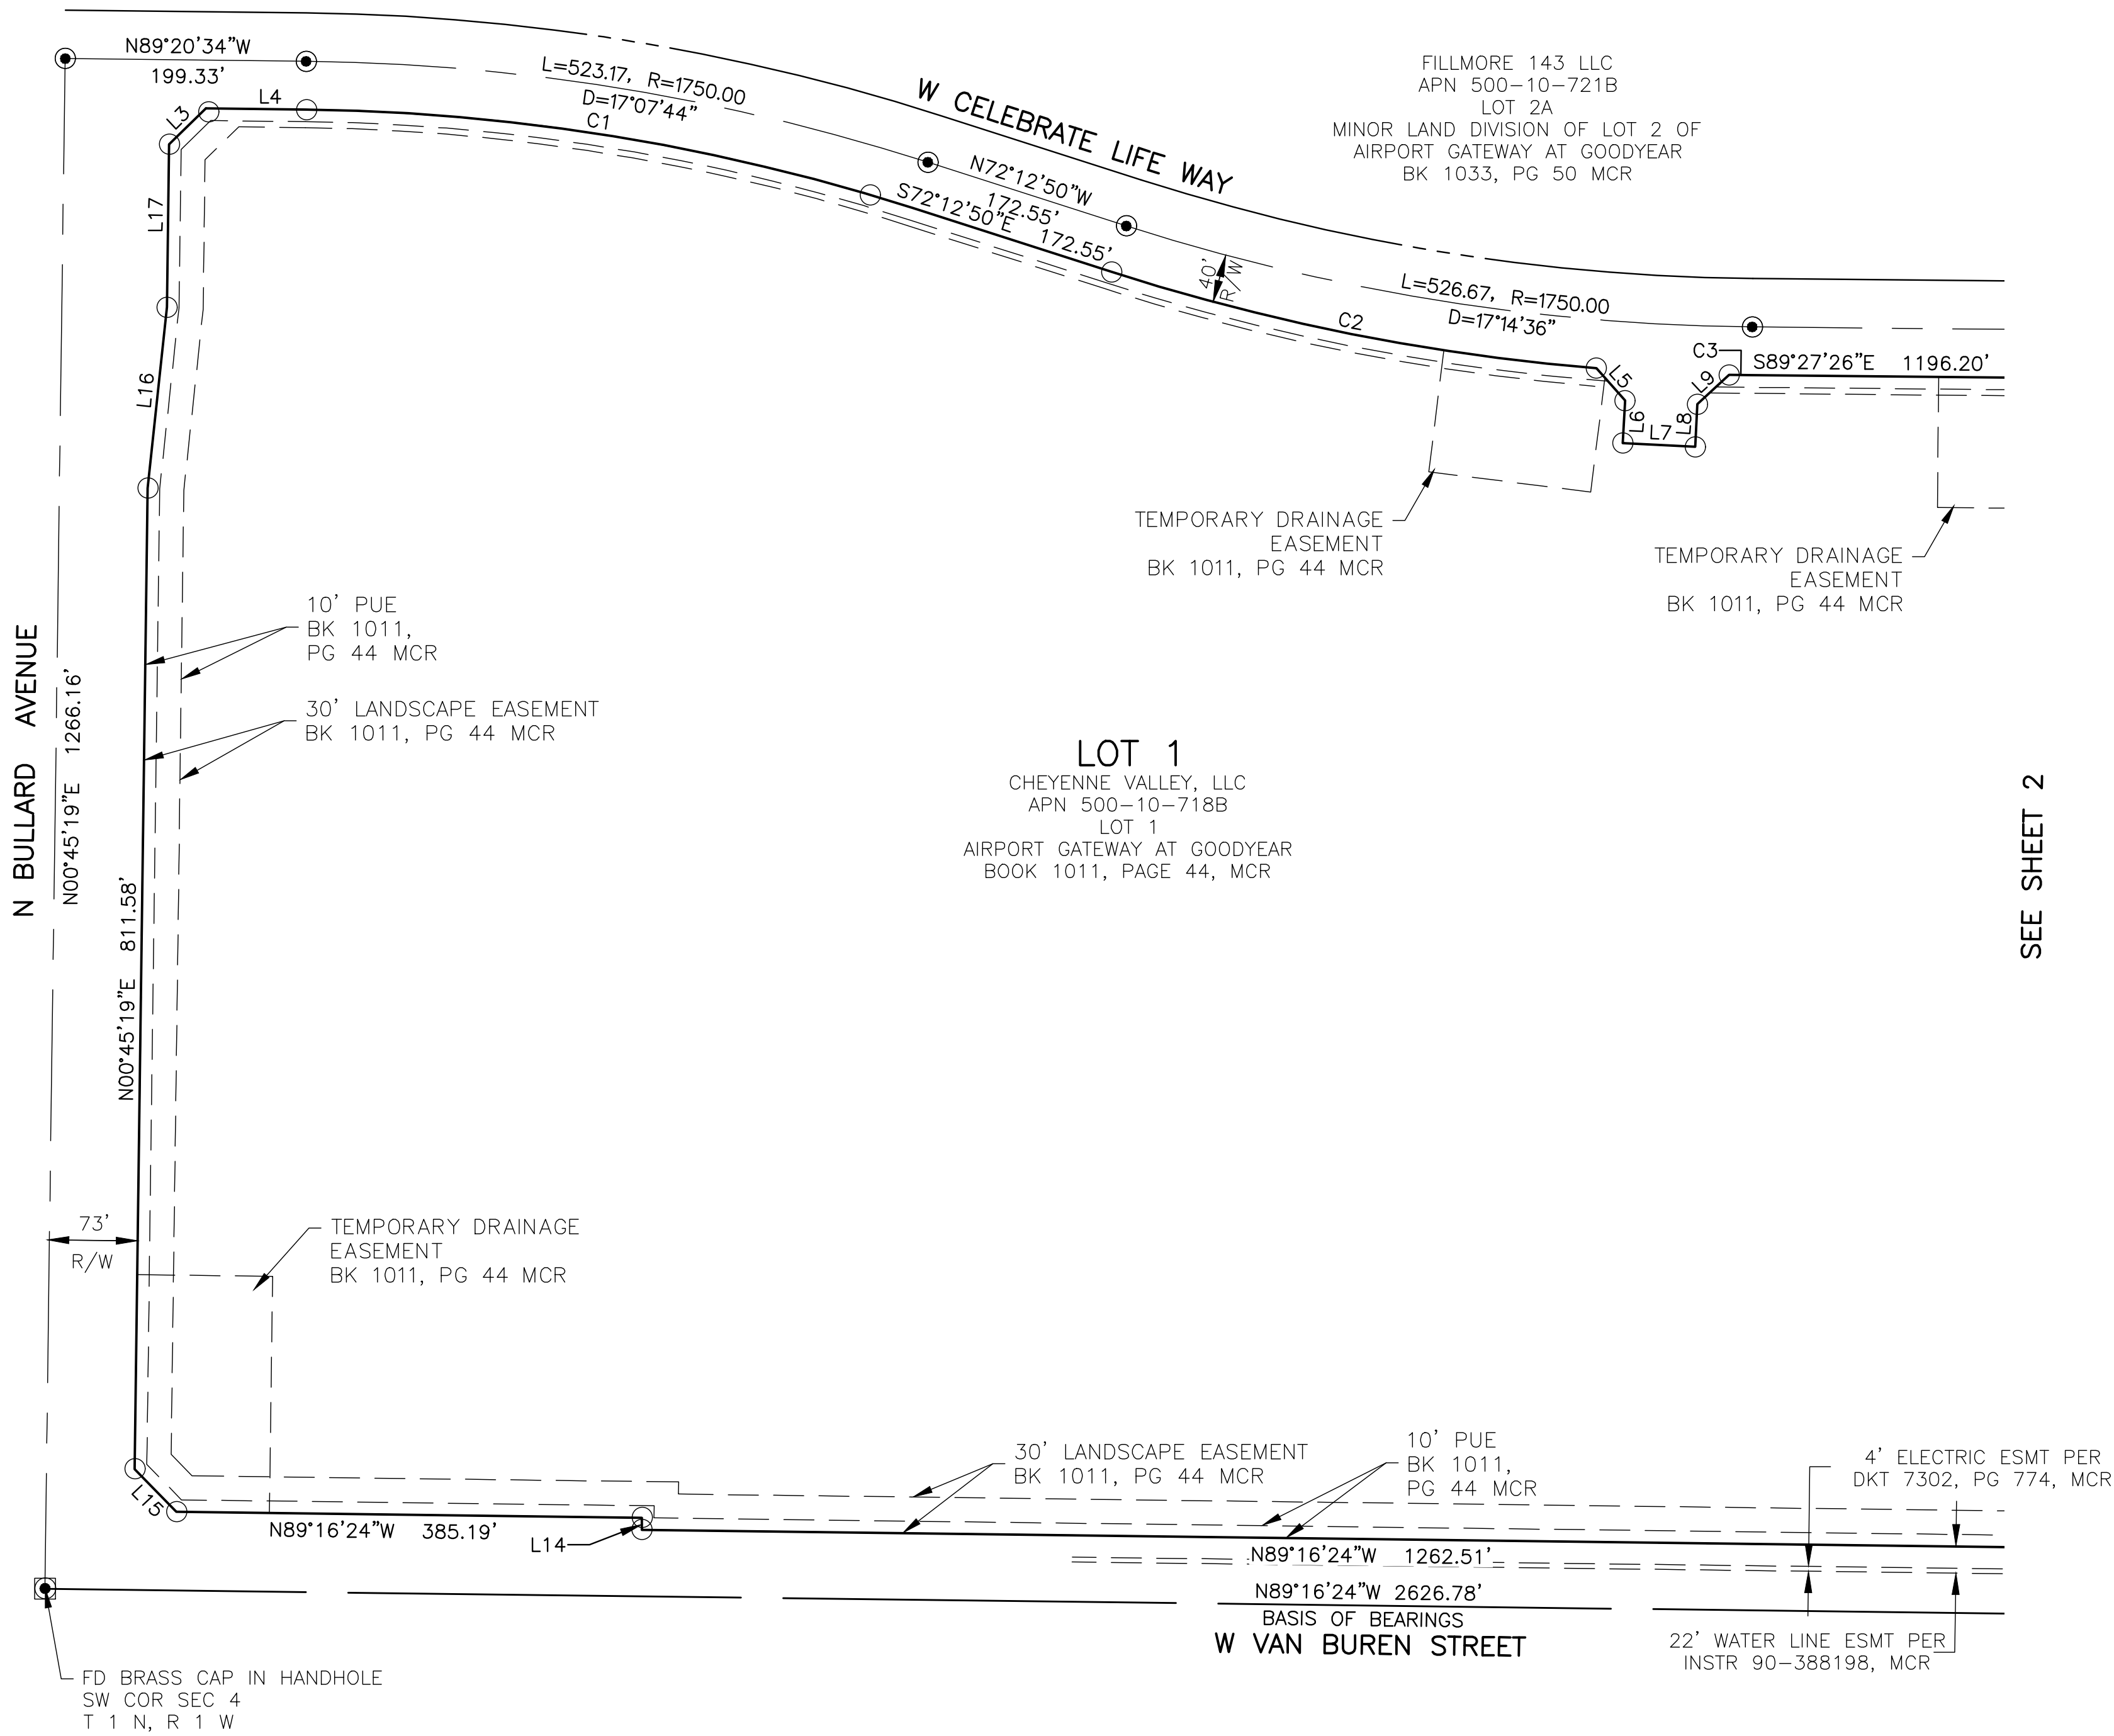 N89°20'34"W
199.33'
L3
L4
L=523.17, R=1750.00
D=17°07'44"
C1
W CELEBRATE LIFE WAY
FILLMORE 143 LLC
APN 500-10-721B
LOT 2A
MINOR LAND DIVISION OF LOT 2 OF
AIRPORT GATEWAY AT GOODYEAR
BK 1033, PG 50 MCR
N72°12'50"W
172.55'
S72°12'50"E 172.55'
40'
R/W
L=526.67, R=1750.00
D=17°14'36"
C2
C3
S89°27'26"E 1196.20'
L5
L6
L7
L8
L9
L17
L16
TEMPORARY DRAINAGE
EASEMENT
BK 1011, PG 44 MCR
TEMPORARY DRAINAGE
EASEMENT
BK 1011, PG 44 MCR
10' PUE
BK 1011,
PG 44 MCR
30' LANDSCAPE EASEMENT
BK 1011, PG 44 MCR
N BULLARD AVENUE
N00°45'19"E 1266.16'
N00°45'19"E 811.58'
LOT 1
CHEYENNE VALLEY, LLC
APN 500-10-718B
LOT 1
AIRPORT GATEWAY AT GOODYEAR
BOOK 1011, PAGE 44, MCR
SEE SHEET 2
73'
R/W
TEMPORARY DRAINAGE
EASEMENT
BK 1011, PG 44 MCR
30' LANDSCAPE EASEMENT
BK 1011, PG 44 MCR
10' PUE
BK 1011,
PG 44 MCR
4' ELECTRIC ESMT PER
DKT 7302, PG 774, MCR
L15
N89°16'24"W 385.19'
L14
N89°16'24"W 1262.51'
N89°16'24"W 2626.78'
BASIS OF BEARINGS
W VAN BUREN STREET
22' WATER LINE ESMT PER
INSTR 90-388198, MCR
FD BRASS CAP IN HANDHOLE
SW COR SEC 4
T 1 N, R 1 W